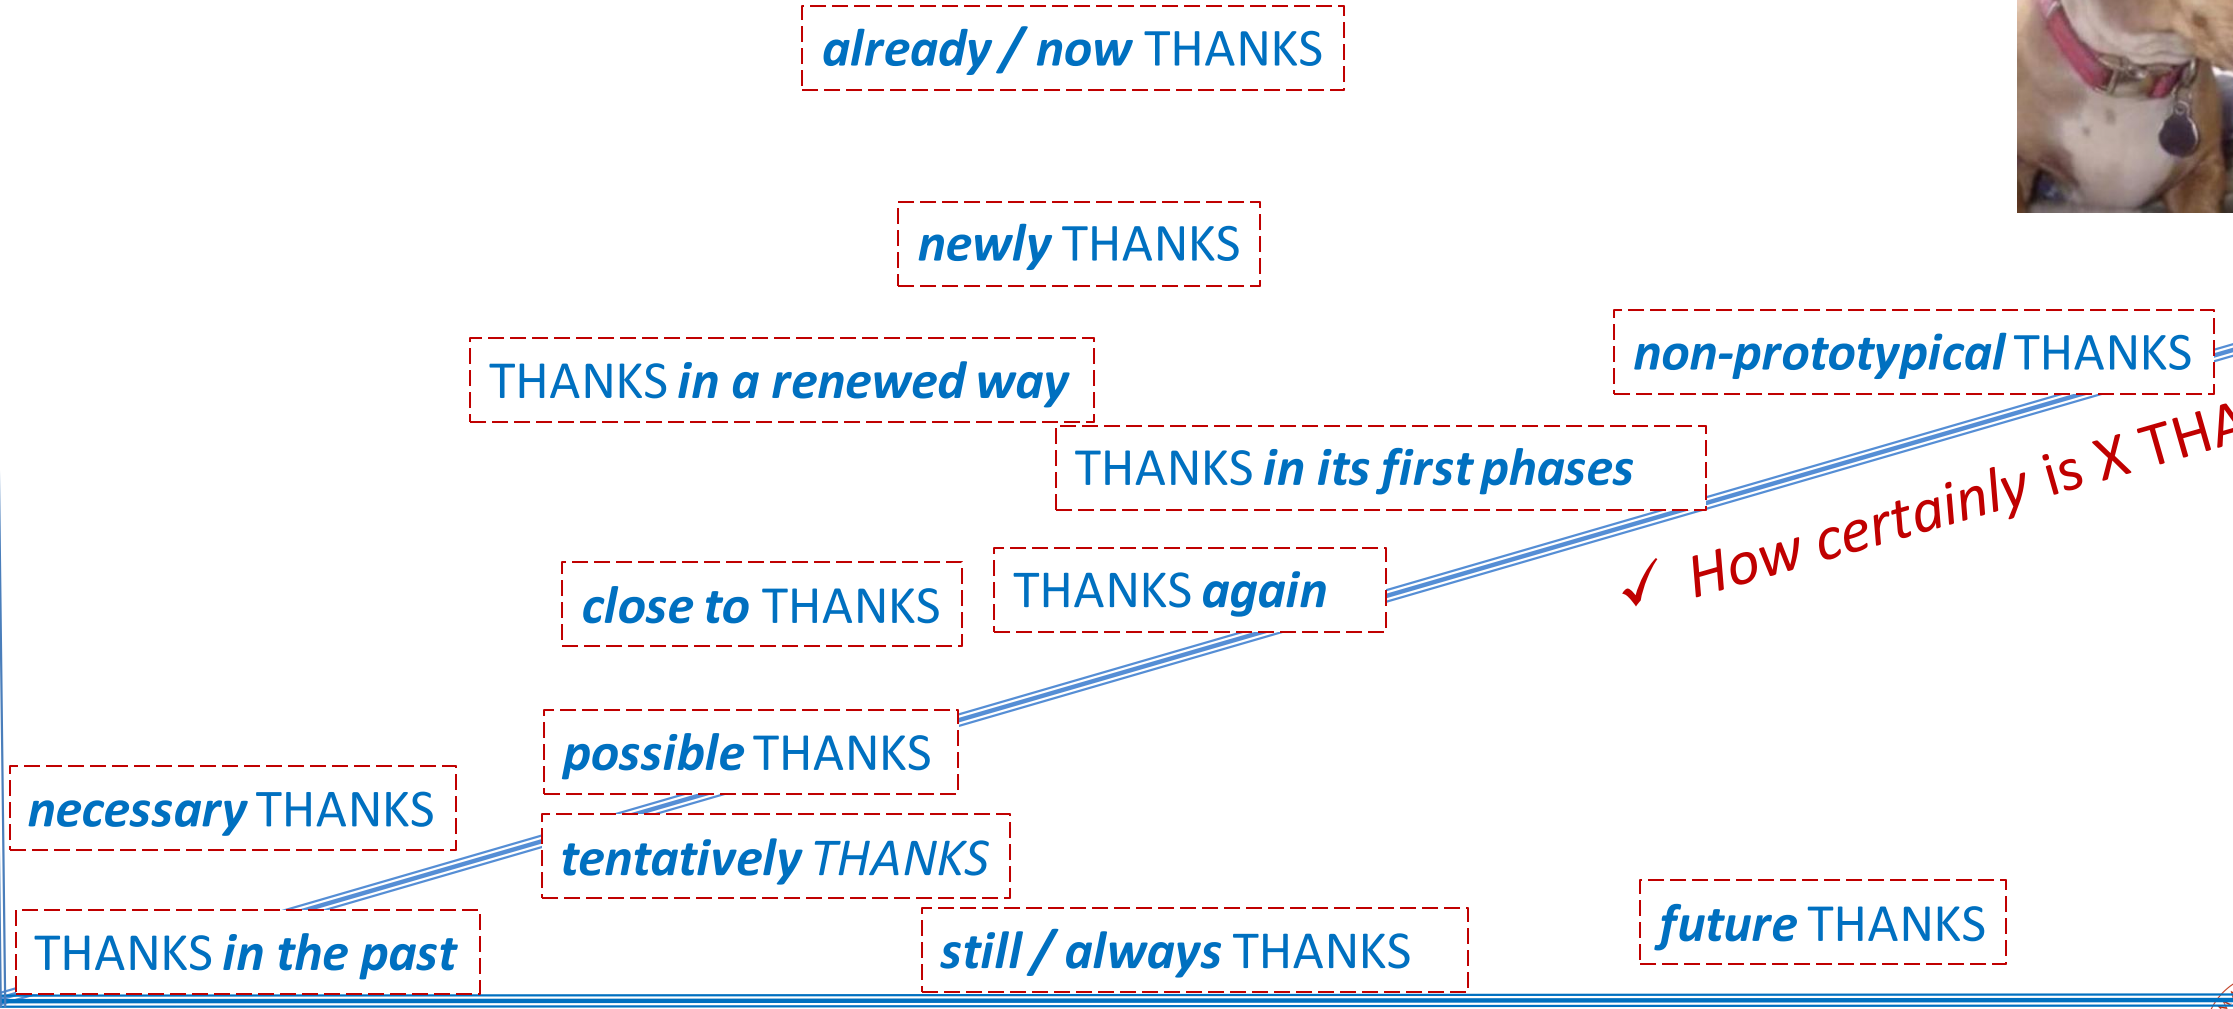 already / now THANKS
newly THANKS
non-prototypical THANKS
THANKS in a renewed way
THANKS in its first phases
✓ How certainly is X
close to THANKS
THANKS again
possible THANKS
necessary THANKS
tentatively THANKS
future THANKS
THANKS in the past
still / always THANKS